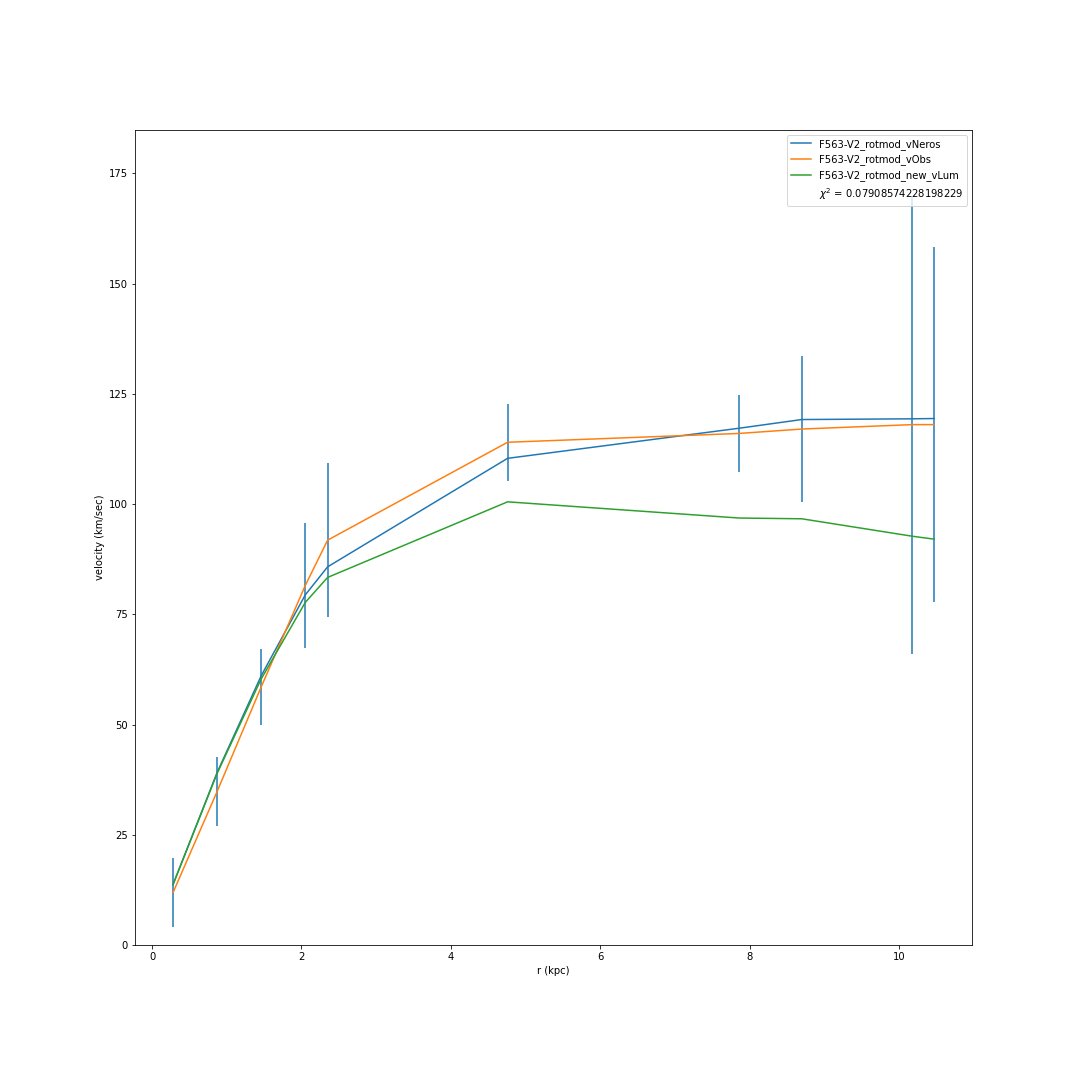 F563-V2_rotmod_vNeros
F563-V2_rotmod_vObs
F563-V2_rotmod_new_vLum
χ² = 0.07908574228198229
175
150
125
100
75
50
25
0
velocity (km/sec)
0 2 4 6 8 10
r (kpc)